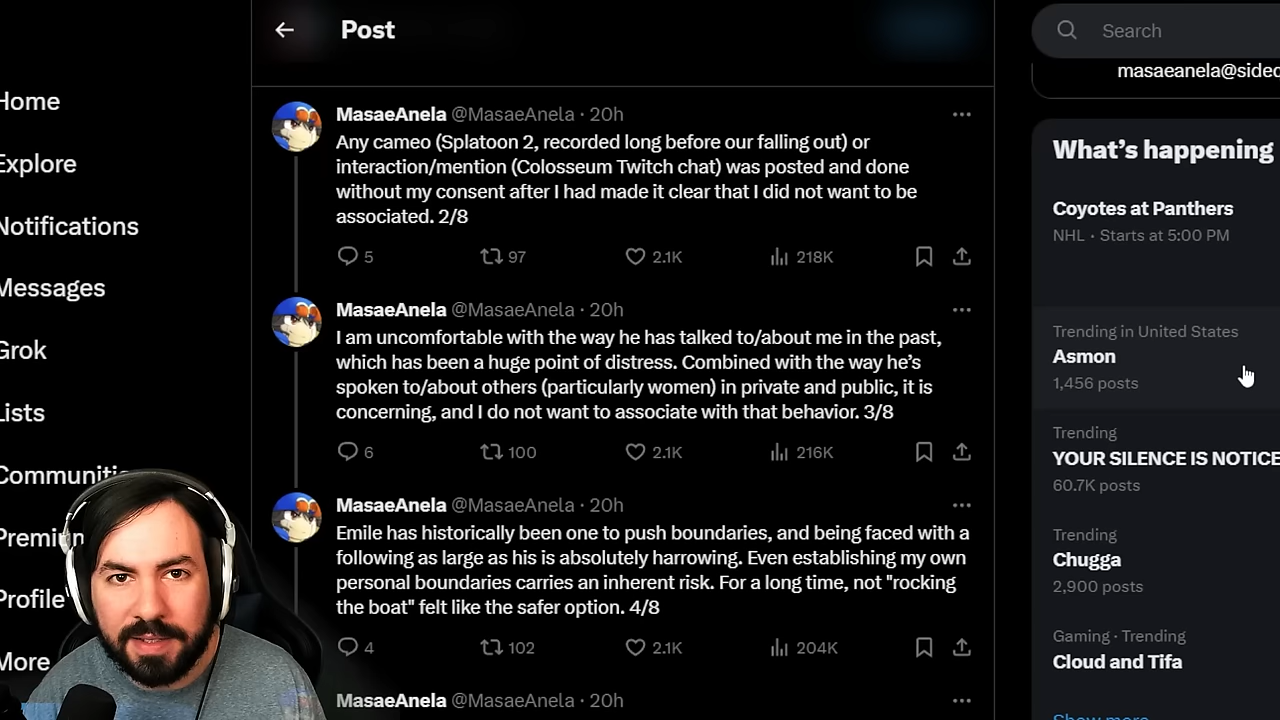 Post
Search
masaeanela@sidec
Home
Explore
Notifications
Messages
Grok
Lists
Communitie
Premium
Profile
More
MasaeAnela @MasaeAnela · 20h
Any cameo (Splatoon 2, recorded long before our falling out) or
interaction/mention (Colosseum Twitch chat) was posted and done
without my consent after I had made it clear that I did not want to be
associated. 2/8
5 97 2.1K 218K
MasaeAnela @MasaeAnela · 20h
I am uncomfortable with the way he has talked to/about me in the past,
which has been a huge point of distress. Combined with the way he’s
spoken to/about others (particularly women) in private and public, it is
concerning, and I do not want to associate with that behavior. 3/8
6 100 2.1K 216K
MasaeAnela @MasaeAnela · 20h
Emile has historically been one to push boundaries, and being faced with a
following as large as his is absolutely harrowing. Even establishing my own
personal boundaries carries an inherent risk. For a long time, not "rocking
the boat" felt like the safer option. 4/8
4 102 2.1K 204K
MasaeAnela @MasaeAnela · 20h
What’s happening
Coyotes at Panthers
NHL · Starts at 5:00 PM
Trending in United States
Asmon
1,456 posts
Trending
YOUR SILENCE IS NOTICE
60.7K posts
Trending
Chugga
2,900 posts
Gaming · Trending
Cloud and Tifa
Show more